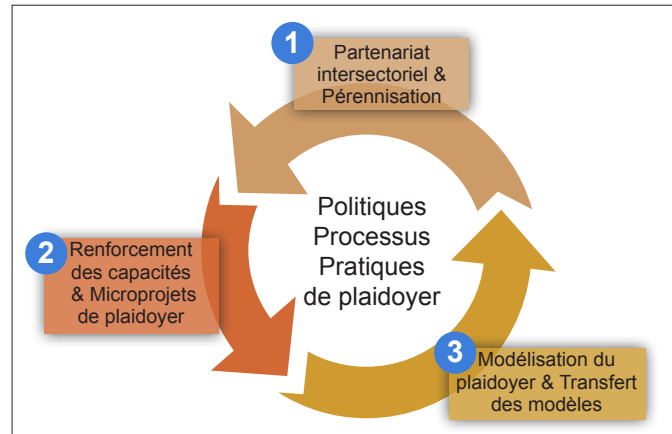 1
Partenariat
intersectoriel &
Pérennisation
Politiques
Processus
Pratiques
de plaidoyer
2
Renforcement
des capacités
& Microprojets
de plaidoyer
3
Modélisation du
plaidoyer & Transfert
des modèles